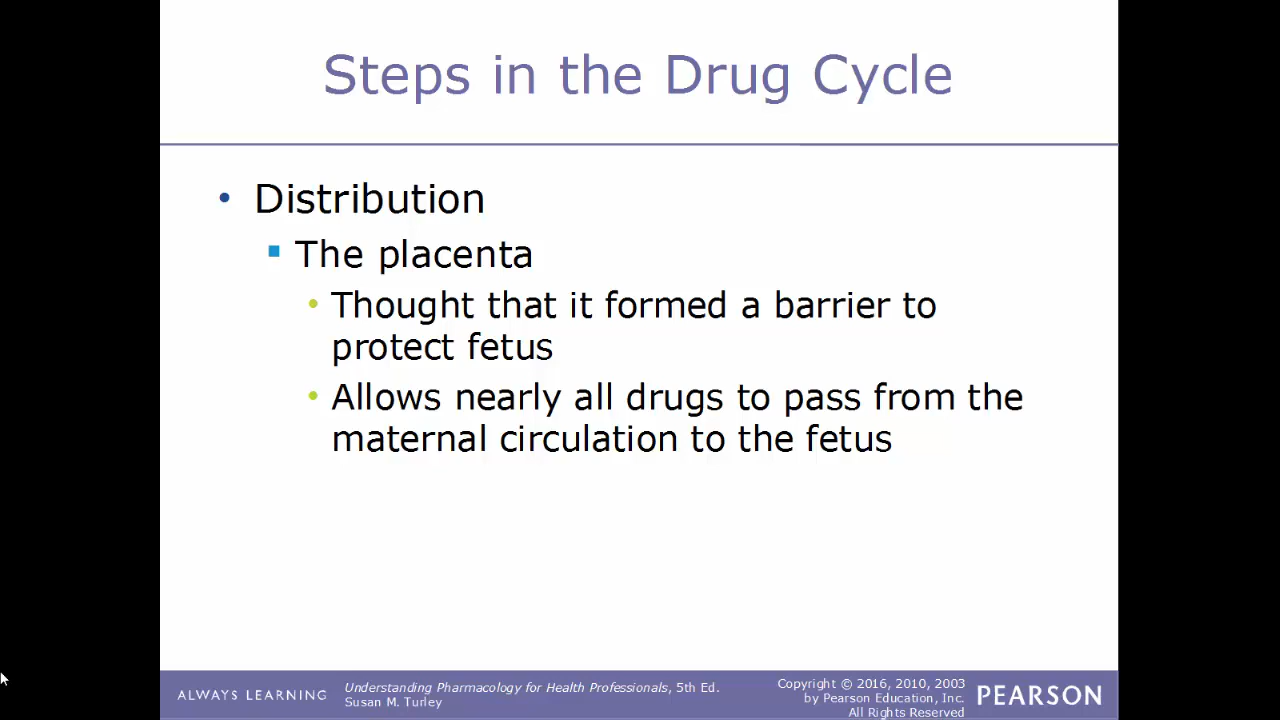 Steps in the Drug Cycle
• Distribution
▪ The placenta
• Thought that it formed a barrier to
protect fetus
• Allows nearly all drugs to pass from the
maternal circulation to the fetus
ALWAYS LEARNING
Understanding Pharmacology for Health Professionals, 5th Ed.
Susan M. Turley
Copyright © 2016, 2010, 2003
by Pearson Education, Inc.
All Rights Reserved
PEARSON